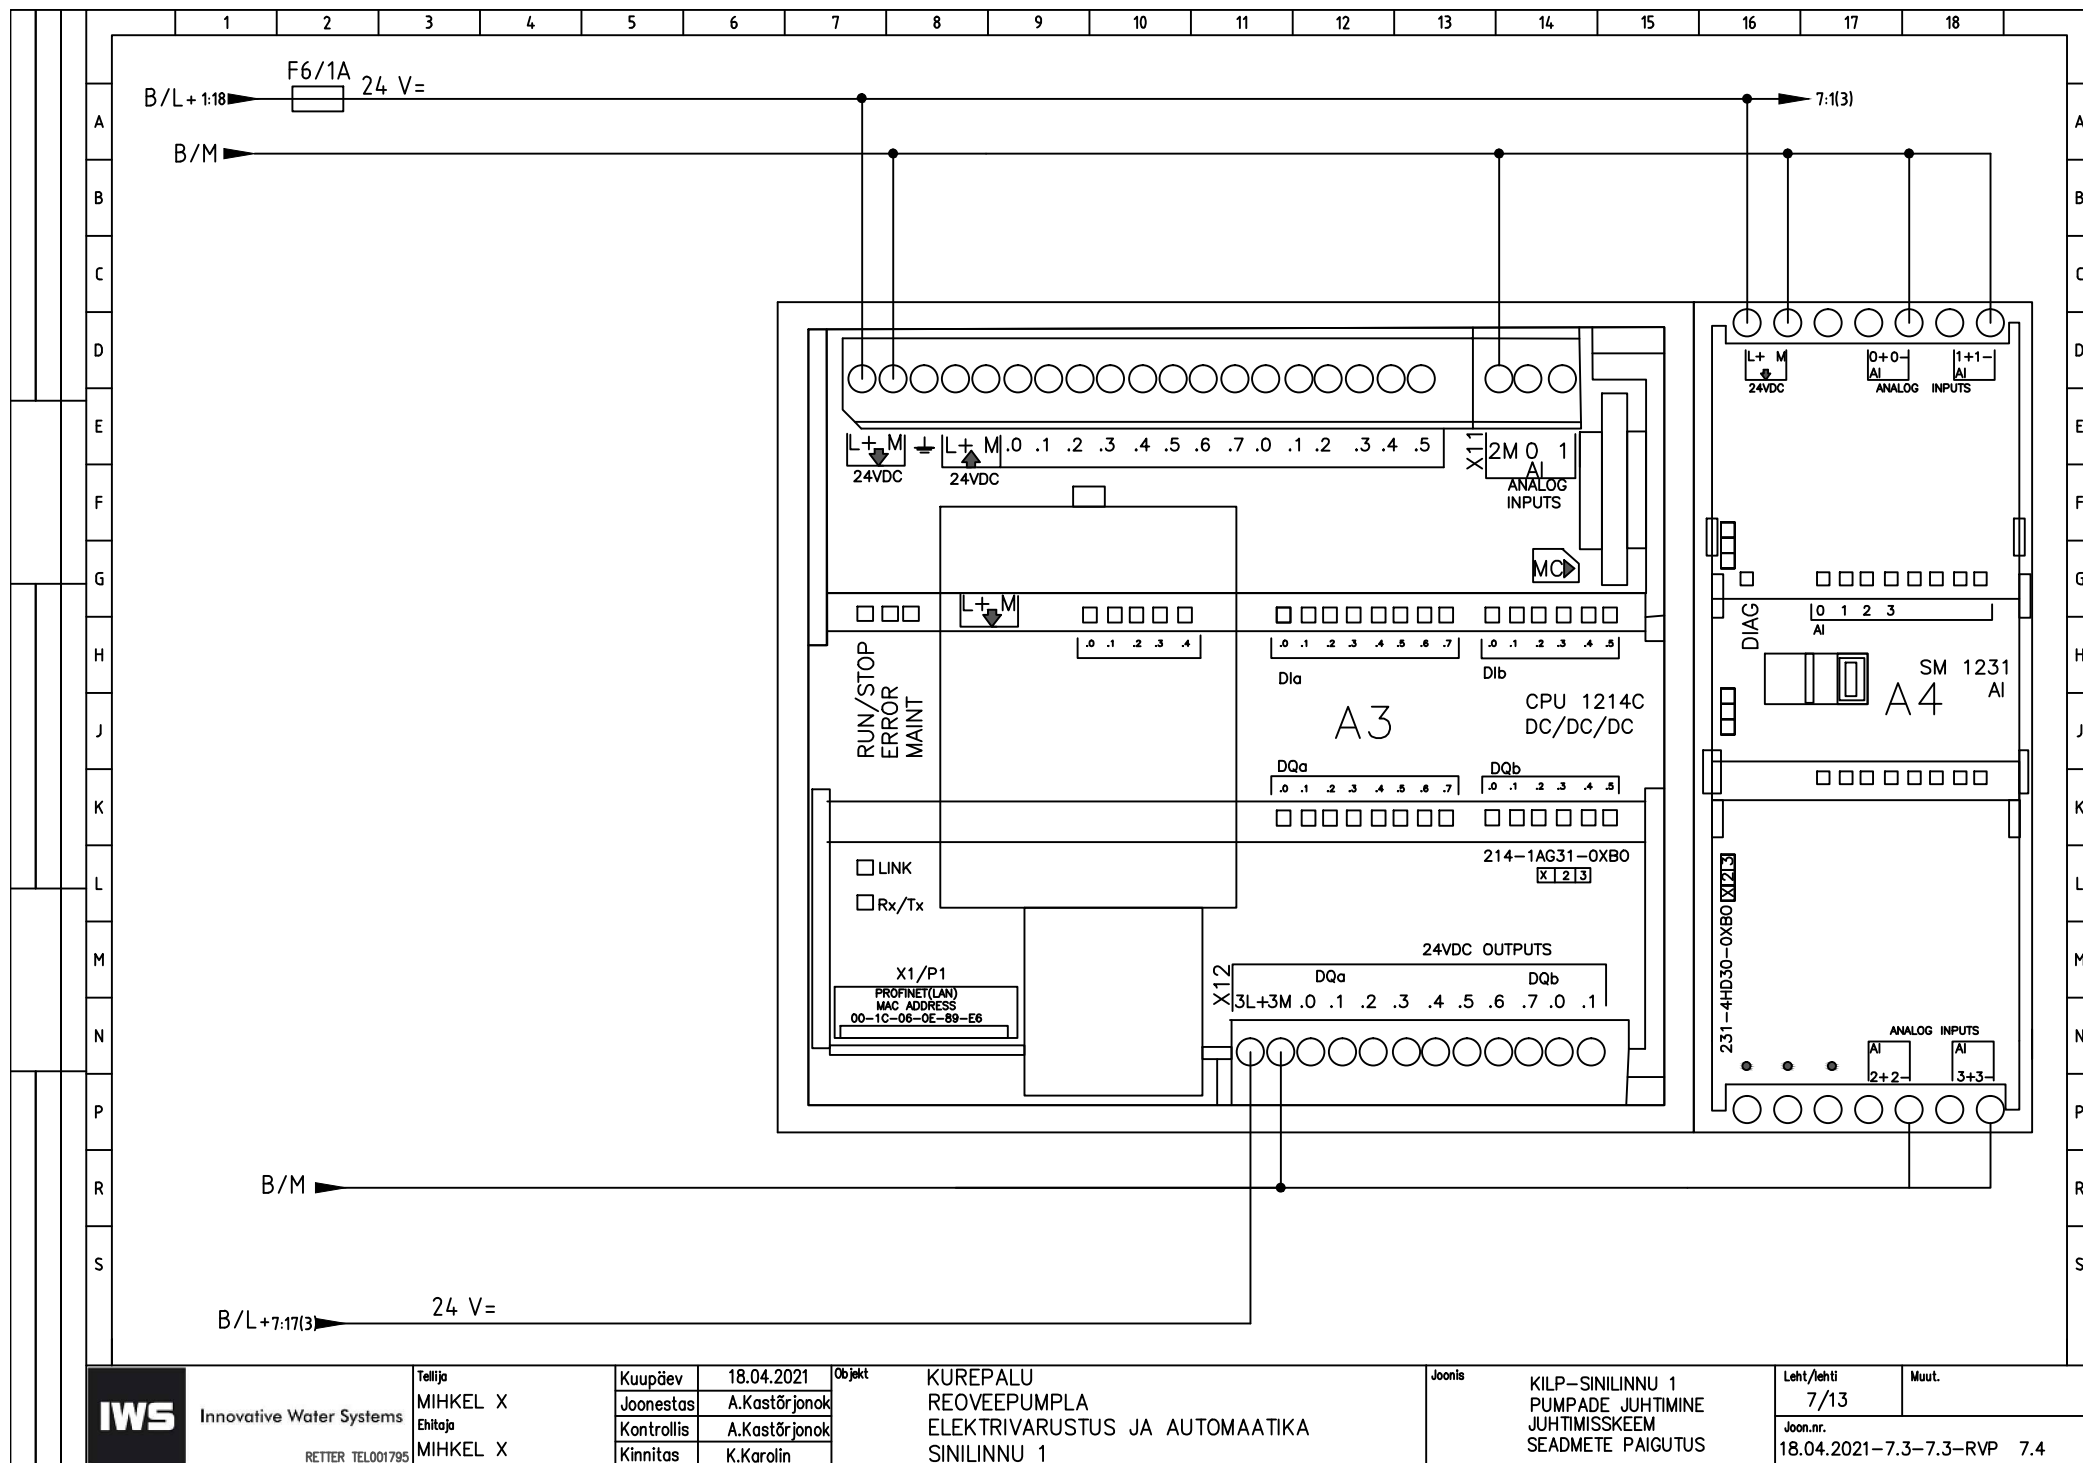 1 2 3 4 5 6 7 8 9 10 11 12 13 14 15 16 17 18
A A
B B
C C
D D
E E
F F
G G
H H
J J
K K
L L
M M
N N
P P
R R
S S
F6/1A
24 V=
B/L+ 1:18
7:1(3)
B/M
L+ M
24VDC
L+ M
24VDC
.0 .1 .2 .3 .4 .5 .6 .7 .0 .1 .2 .3 .4 .5
X11
2M 0 1
AI
ANALOG
INPUTS
MC
L+ M
24VDC
0+0-
AI
1+1-
AI
ANALOG INPUTS
L+ M
.0 .1 .2 .3 .4
.0 .1 .2 .3 .4 .5 .6 .7
.0 .1 .2 .3 .4 .5
DIa
DIb
RUN/STOP
ERROR
MAINT
A3
CPU 1214C
DC/DC/DC
DIAG
0 1 2 3
AI
SM 1231
AI
A4
DQa
DQb
.0 .1 .2 .3 .4 .5 .6 .7
.0 .1 .2 .3 .4 .5
LINK
Rx/Tx
214-1AG31-0XB0
X 2 3
231-4HD30-0XB0
X 2 3
X1/P1
PROFINET(LAN)
MAC ADDRESS
00-1C-06-0E-89-E6
24VDC OUTPUTS
X12
DQa
DQb
3L+3M .0 .1 .2 .3 .4 .5 .6 .7 .0 .1
ANALOG INPUTS
AI
2+2-
AI
3+3-
B/M
24 V=
B/L+7:17(3)
IWS
Innovative Water Systems
RETTER TEL001795
Tellija
MIHKEL X
Ehitaja
MIHKEL X
Kuupäev 18.04.2021
Joonestas A.Kastõrjonok
Kontrollis A.Kastõrjonok
Kinnitas K.Karolin
Objekt
KUREPALU
REOVEEPUMPLA
ELEKTRIVARUSTUS JA AUTOMAATIKA
SINILINNU 1
Joonis
KILP-SINILINNU 1
PUMPADE JUHTIMINE
JUHTIMISSKEEM
SEADMETE PAIGUTUS
Leht/lehti
7/13
Muut.
Joon.nr.
18.04.2021-7.3-7.3-RVP 7.4